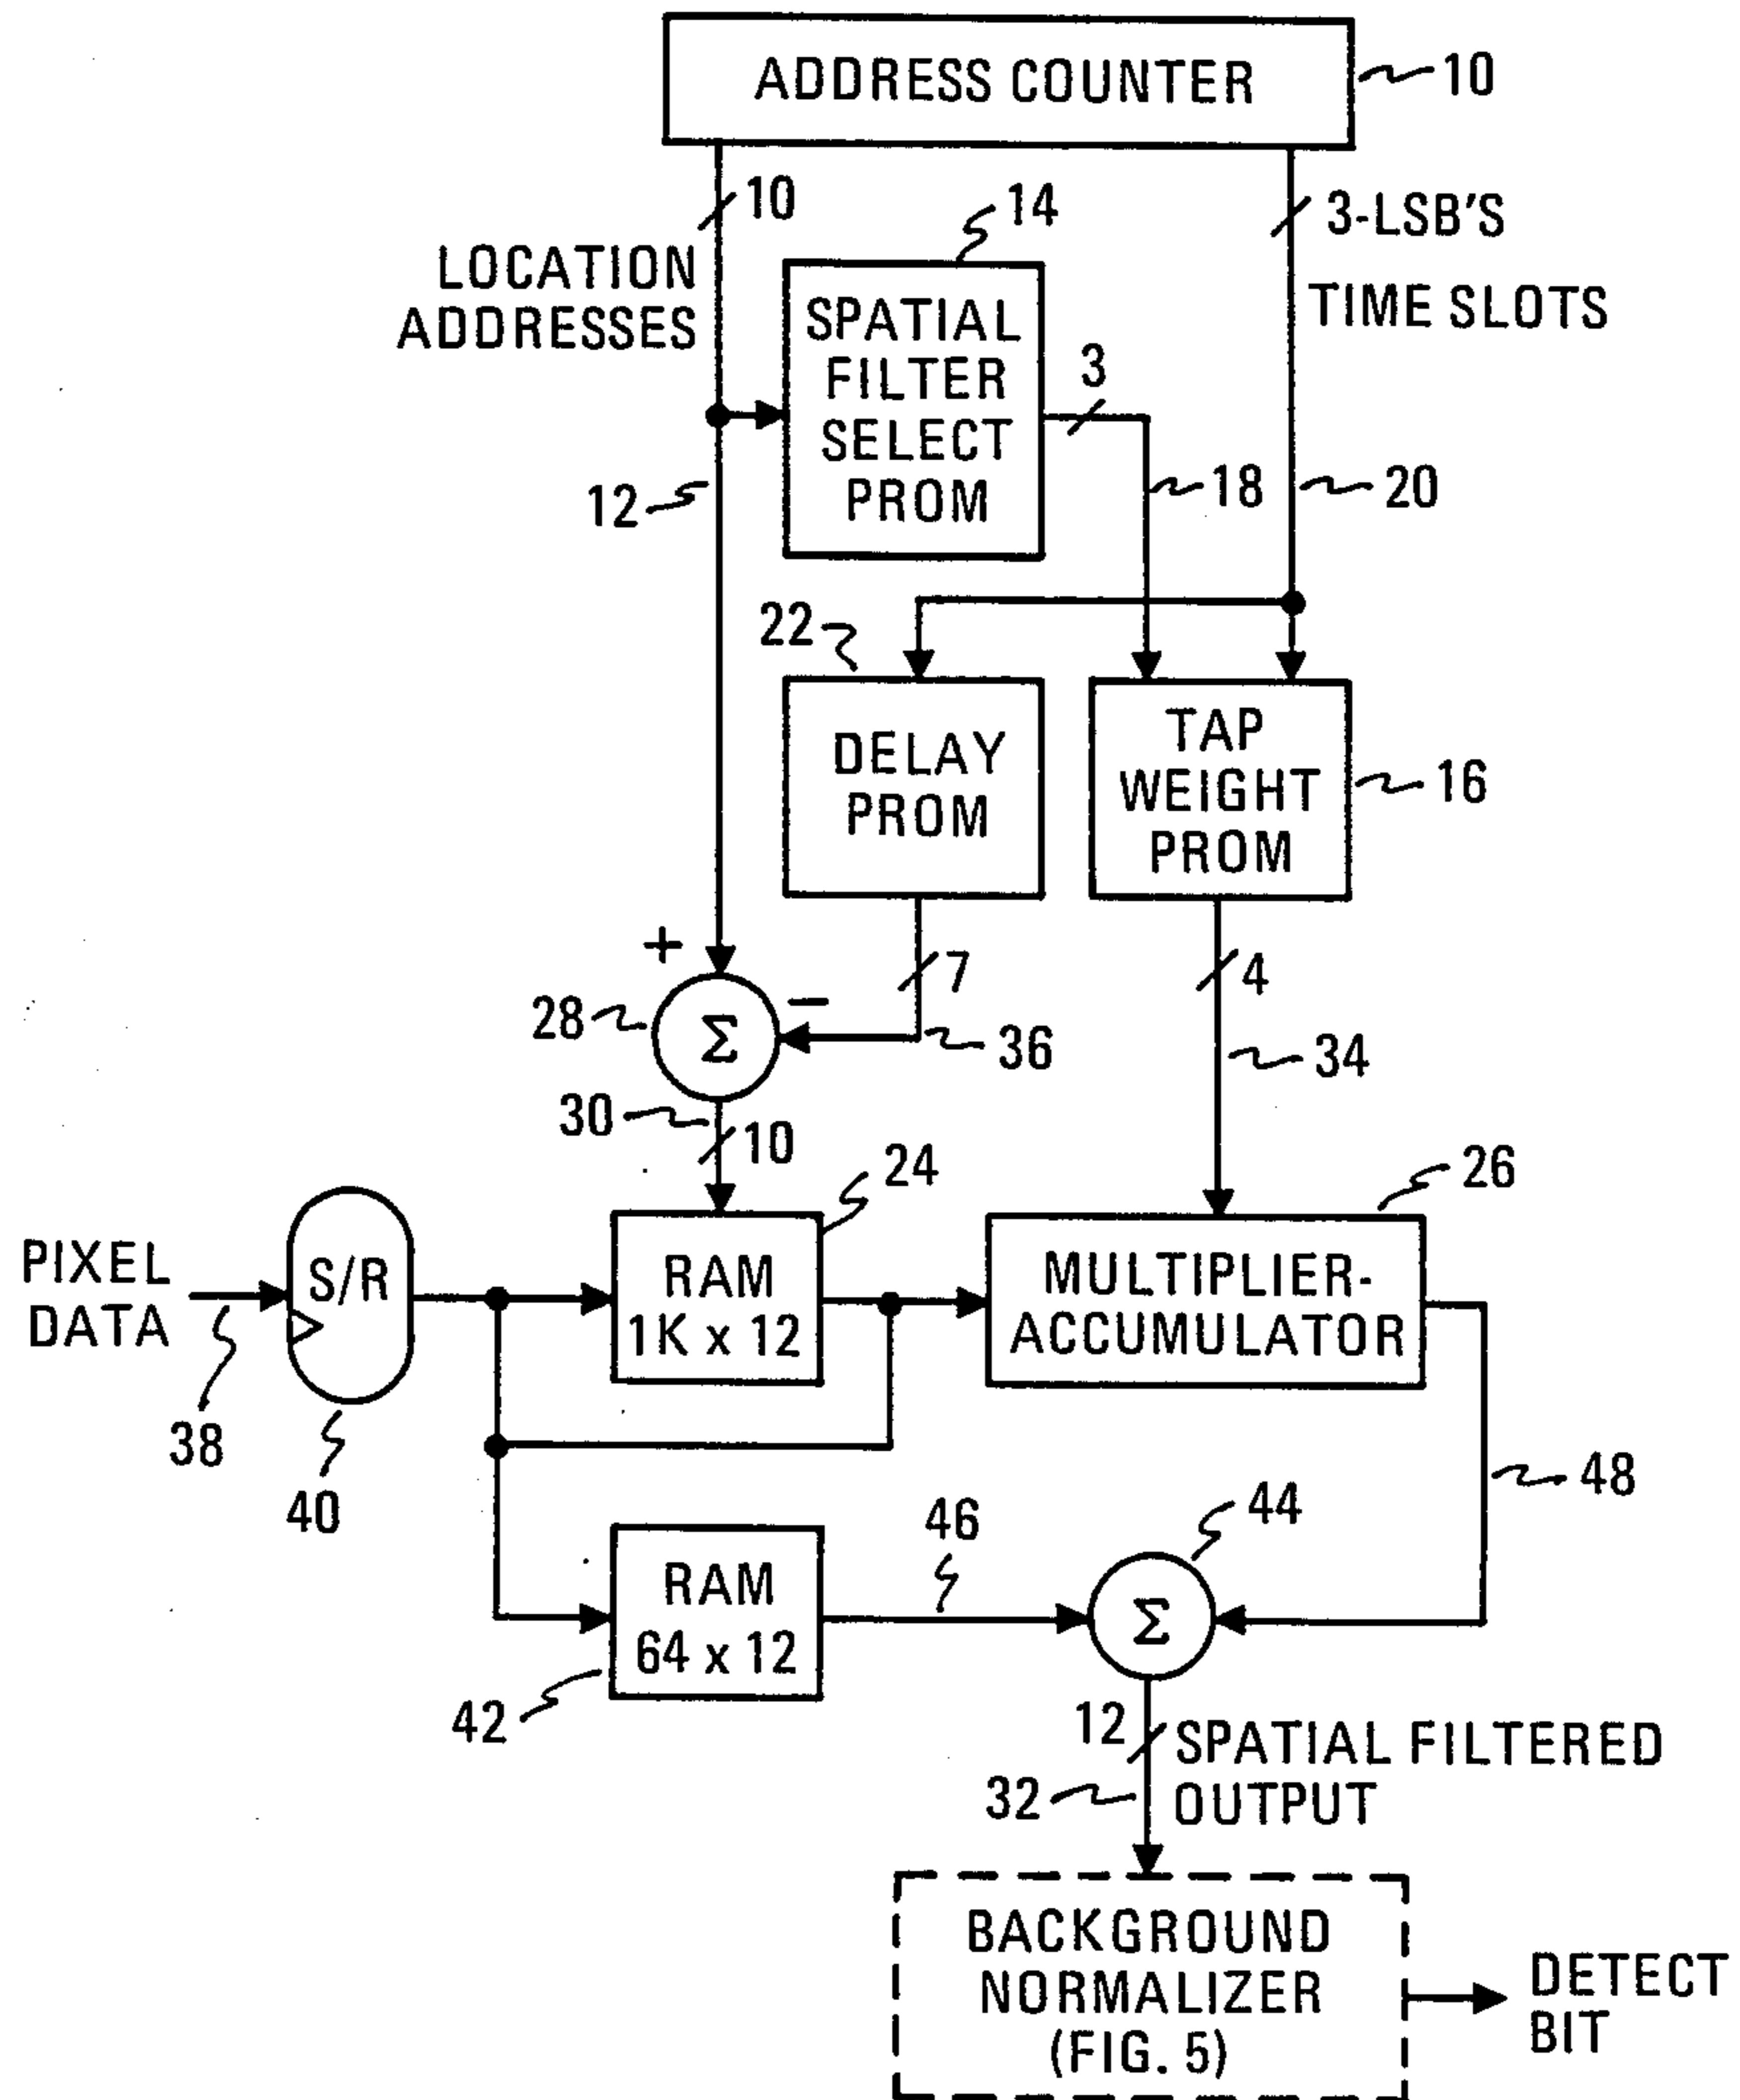 ADDRESS COUNTER
10
10
3-LSB'S
LOCATION
ADDRESSES
14
TIME SLOTS
SPATIAL
FILTER
SELECT
PROM
3
12
18
20
22
DELAY
PROM
TAP
WEIGHT
PROM
16
+
−
7
4
28
Σ
36
34
30
10
24
26
PIXEL
DATA
S/R
RAM
1K x 12
MULTIPLIER-
ACCUMULATOR
38
40
48
46
44
RAM
64 x 12
Σ
42
12
SPATIAL FILTERED
OUTPUT
32
BACKGROUND
NORMALIZER
(FIG. 5)
DETECT
BIT